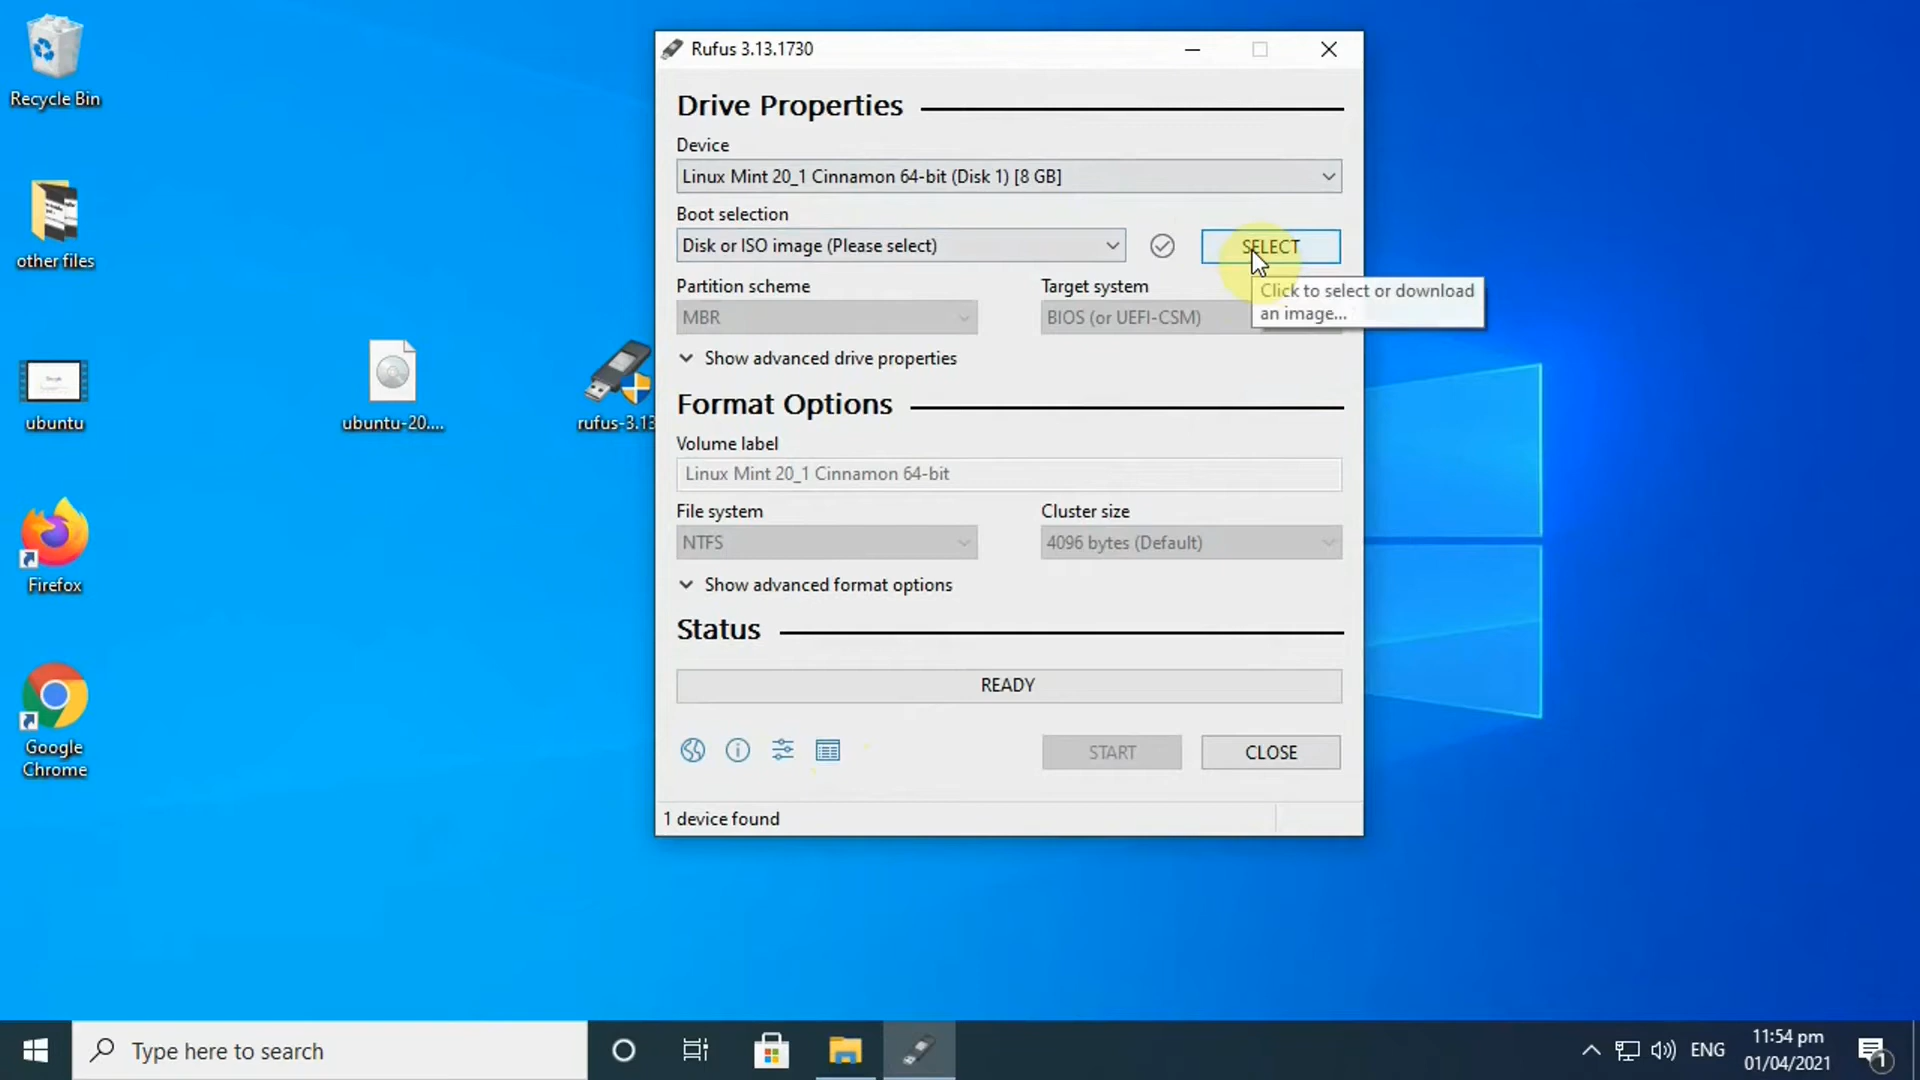 Recycle Bin
other files
ubuntu
Firefox
Google
Chrome
ubuntu-20....
rufus-3.13
Rufus 3.13.1730
Drive Properties
Device
Linux Mint 20_1 Cinnamon 64-bit (Disk 1) [8 GB]
Boot selection
Disk or ISO image (Please select)
SELECT
Click to select or download
an image...
Partition scheme
Target system
MBR
BIOS (or UEFI-CSM)
Show advanced drive properties
Format Options
Volume label
Linux Mint 20_1 Cinnamon 64-bit
File system
Cluster size
NTFS
4096 bytes (Default)
Show advanced format options
Status
READY
START
CLOSE
1 device found
Type here to search
ENG
11:54 pm
01/04/2021
1